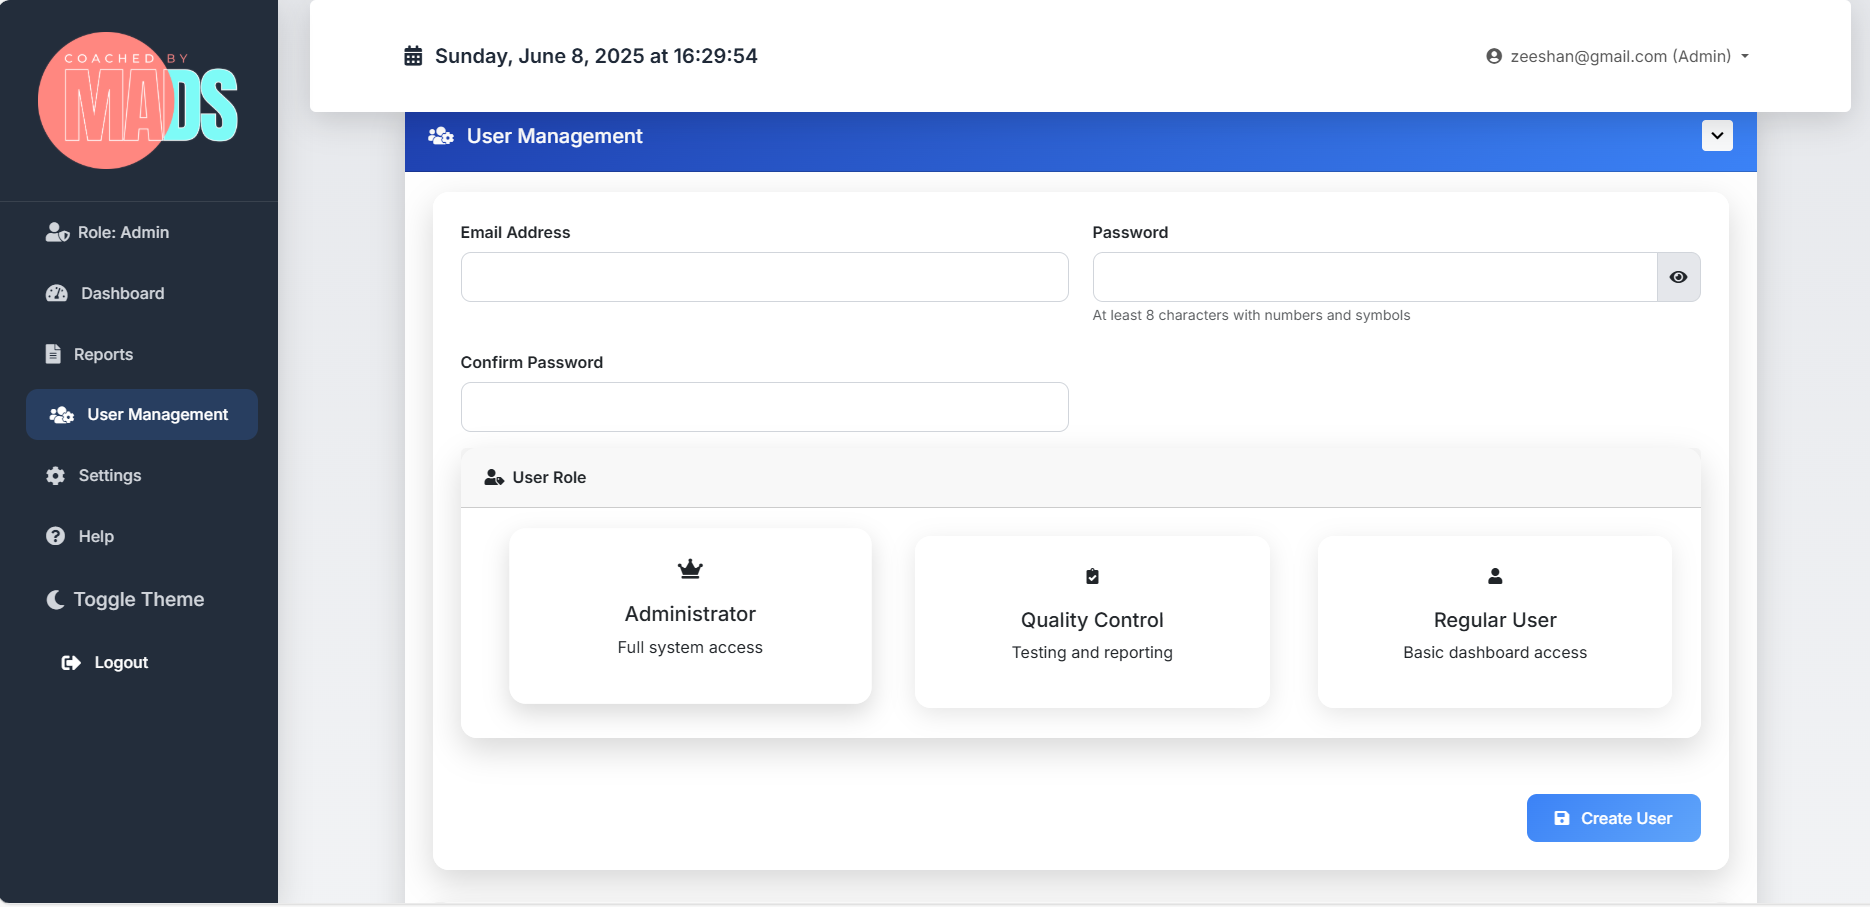 COACHED BY
MADS
Role: Admin
Dashboard
Reports
User Management
Settings
Help
Toggle Theme
Logout
Sunday, June 8, 2025 at 16:29:54
zeeshan@gmail.com (Admin)
User Management
Email Address
Password
At least 8 characters with numbers and symbols
Confirm Password
User Role
Administrator
Full system access
Quality Control
Testing and reporting
Regular User
Basic dashboard access
Create User